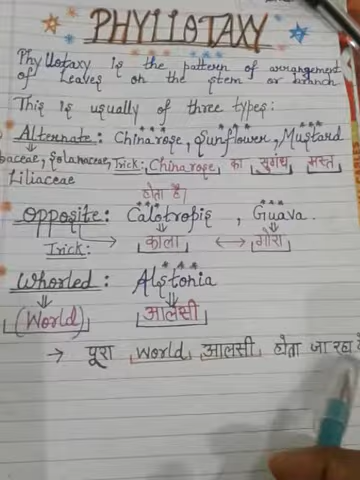 PHYLLOTAXY
Phyllotaxy is the pattern of arrangement
of leaves on the stem or branch
This is usually of three types:
Alternate: China rose, Sunflower, Mustard
Solanaceae, Trick: China rose का सुगंध मस्त
Liliaceae होता है।
Opposite: Calotropis, Guava.
Trick: → काला ↔ गोरा
Whorled: Alstonia
(World) आलसी
→ पूरा World आलसी होता जा रहा